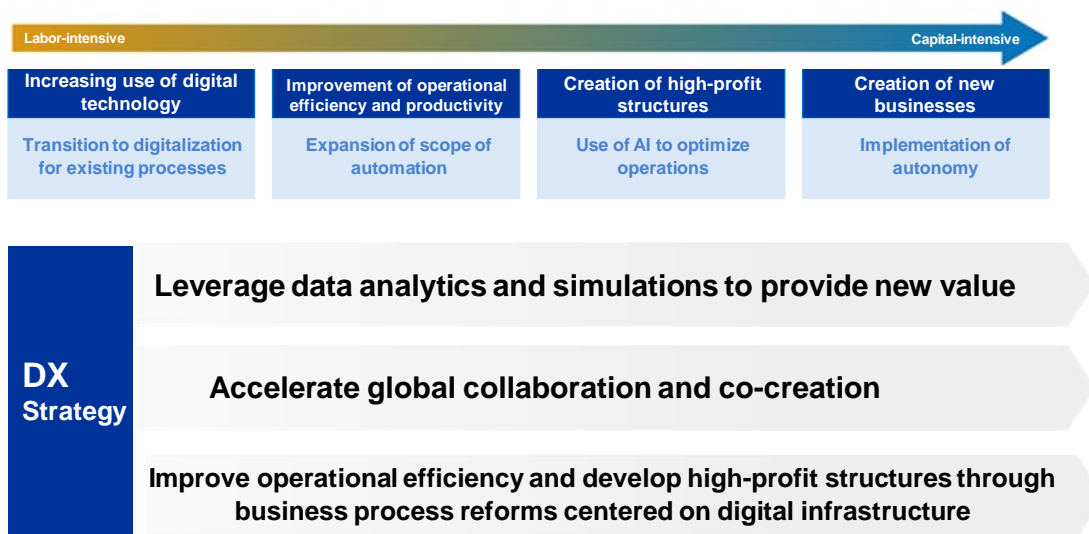 Labor-intensive
Capital-intensive
Increasing use of digital
technology
Transition to digitalization
for existing processes
Improvement of operational
efficiency and productivity
Expansion of scope of
automation
Creation of high-profit
structures
Use of AI to optimize
operations
Creation of new
businesses
Implementation of
autonomy
DX
Strategy
Leverage data analytics and simulations to provide new value
Accelerate global collaboration and co-creation
Improve operational efficiency and develop high-profit structures through
business process reforms centered on digital infrastructure